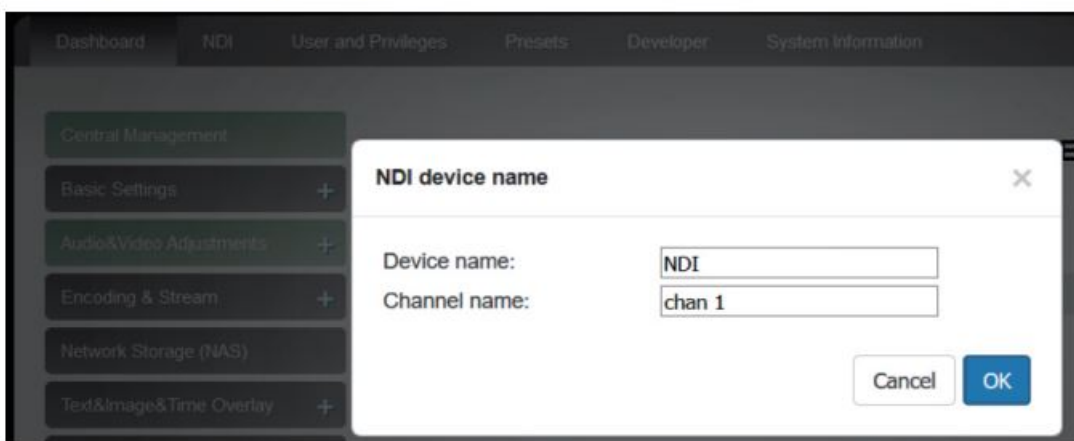 Dashboard NDI User and Privileges Presets Developer System Information
Central Management
Basic Settings +
Audio&Video Adjustments +
Encoding & Stream +
Network Storage (NAS)
Text&Image&Time Overlay +
NDI device name ×
Device name: NDI
Channel name: chan 1
Cancel OK